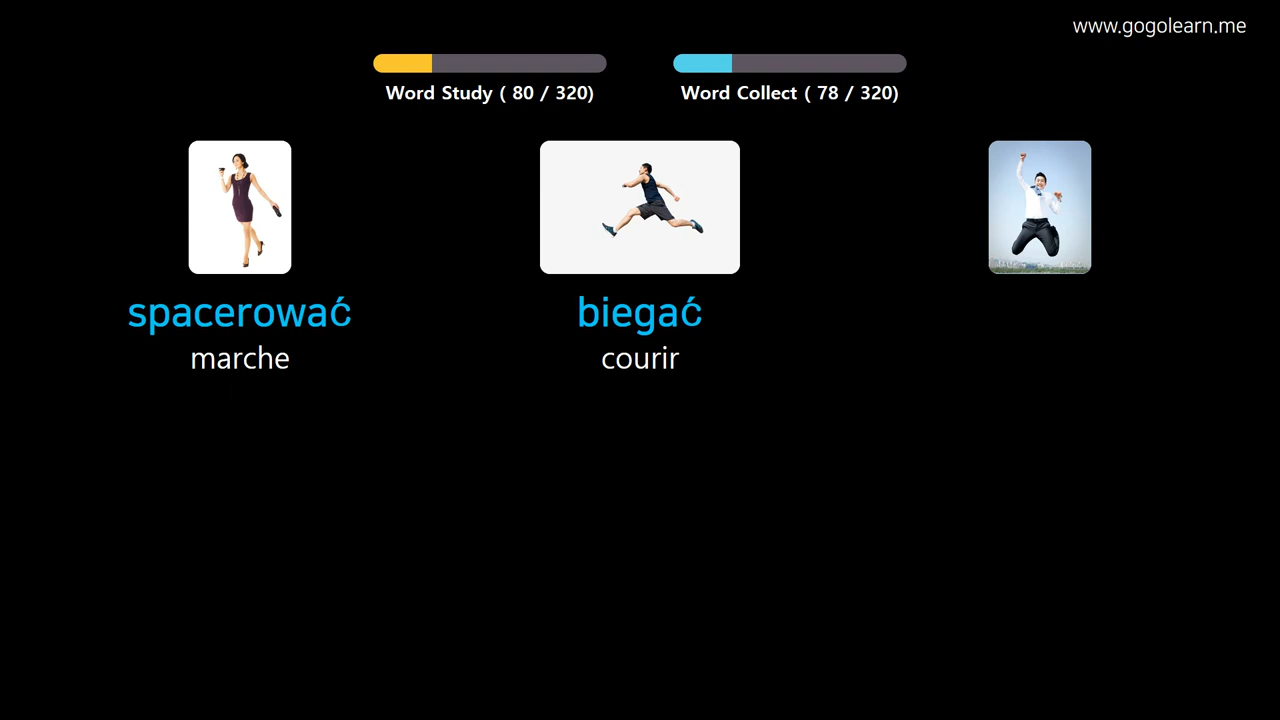 www.gogolearn.me
Word Study ( 80 / 320)
Word Collect ( 78 / 320)
spacerować
marche
biegać
courir